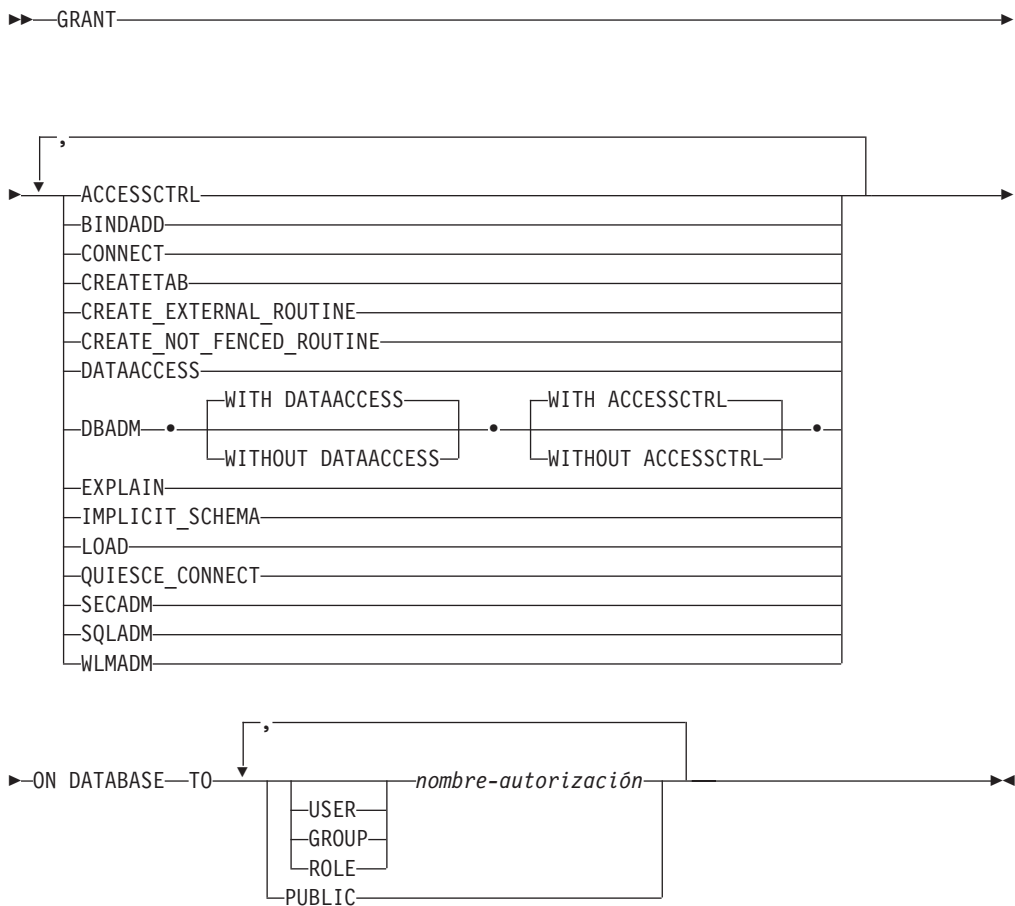 GRANT
,
ACCESSCTRL
BINDADD
CONNECT
CREATETAB
CREATE_EXTERNAL_ROUTINE
CREATE_NOT_FENCED_ROUTINE
DATAACCESS
WITH DATAACCESS WITH ACCESSCTRL
DBADM • • •
WITHOUT DATAACCESS WITHOUT ACCESSCTRL
EXPLAIN
IMPLICIT_SCHEMA
LOAD
QUIESCE_CONNECT
SECADM
SQLADM
WLMADM
,
ON DATABASE TO nombre-autorización
USER
GROUP
ROLE
PUBLIC